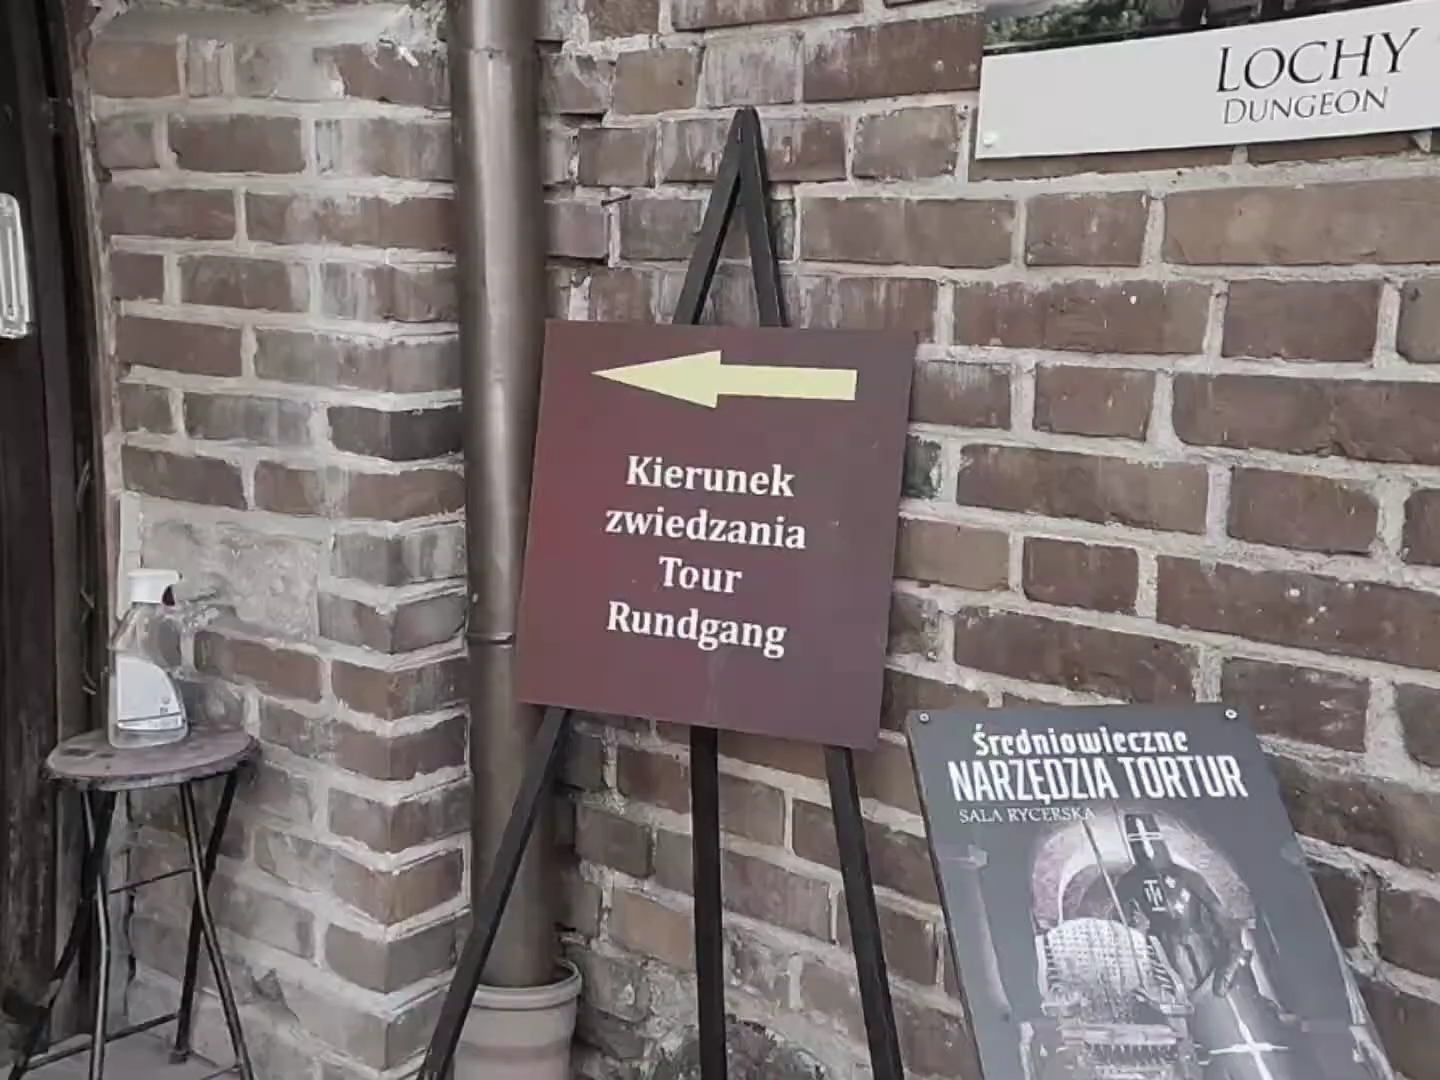 LOCHY
DUNGEON
Kierunek
zwiedzania
Tour
Rundgang
Średniowieczne
NARZĘDZIA TORTUR
SALA RYCERSKA